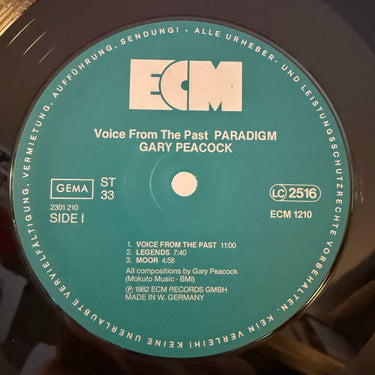 ECM
Voice From The Past PARADIGM
GARY PEACOCK
GEMA
ST
33
2301 210
SIDE I
LC 2516
ECM 1210
1. VOICE FROM THE PAST 11:00
2. LEGENDS 7:40
3. MOOR 4:58
All compositions by Gary Peacock
(Mokuto Music - BMI)
℗ 1982 ECM RECORDS GMBH
MADE IN W. GERMANY
• ALLE URHEBER- UND LEISTUNGSSCHUTZRECHTE VORBEHALTEN. KEIN VERLEIH! KEINE UNERLAUBTE VERVIELFÄLTIGUNG, VERMIETUNG, AUFFÜHRUNG, SENDUNG!